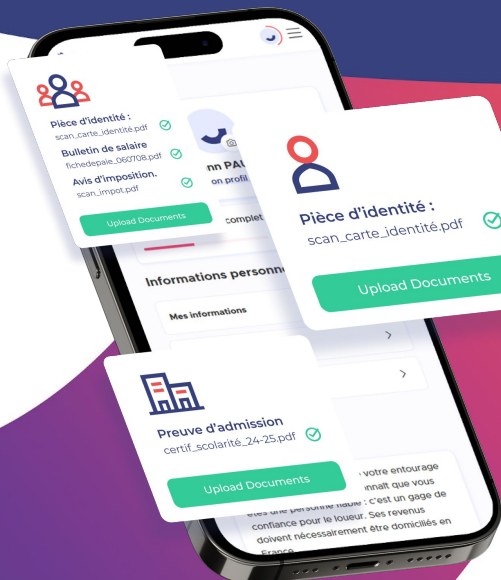 Pièce d'identité :
scan_carte_identité.pdf
Bulletin de salaire
fichedepaie_060708.pdf
Avis d'imposition.
scan_impot.pdf
Upload Documents
Pièce d'identité :
scan_carte_identité.pdf
Upload Documents
nn PAU
on profil
complet
Informations personn
Mes informations
Preuve d'admission
certif_scolarité_24-25.pdf
Upload Documents
votre entourage
onnaît que vous
êtes une personne fiable : c'est un gage de
confiance pour le loueur. Ses revenus
doivent nécessairement être domiciliés en
France